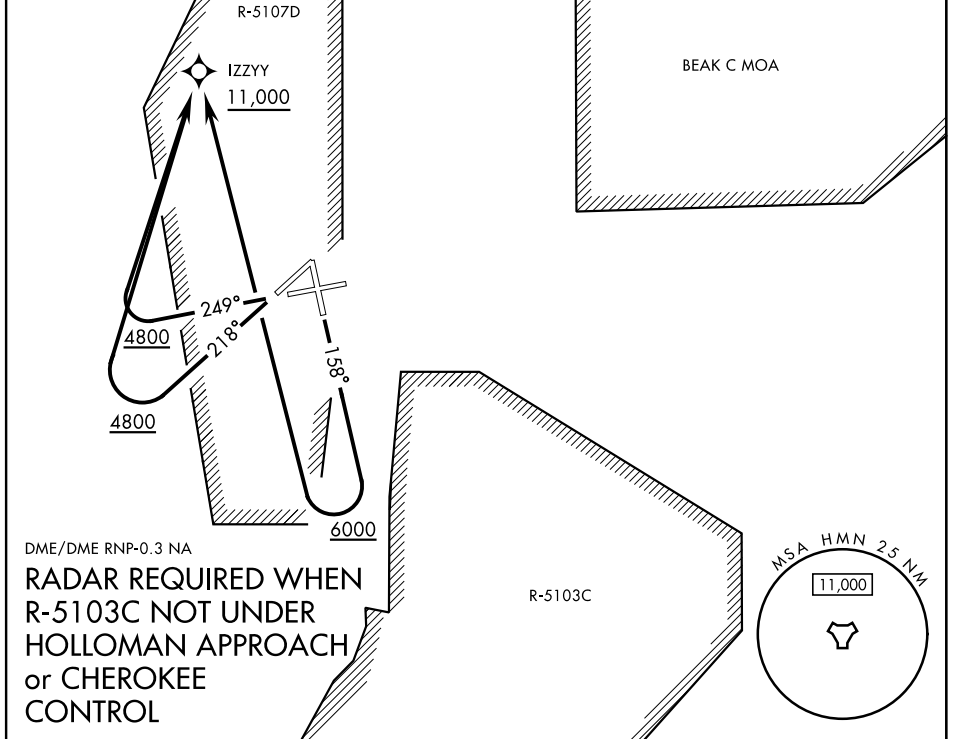 R-5107D
IZZYY
11,000
BEAK C MOA
249°
4800
218°
158°
4800
6000
DME/DME RNP-0.3 NA
RADAR REQUIRED WHEN
R-5103C NOT UNDER
HOLLOMAN APPROACH
or CHEROKEE
CONTROL
R-5103C
MSA HMN 25 NM
11,000